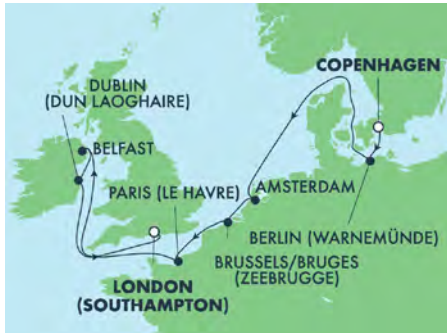 COPENHAGEN
DUBLIN
(DUN LAOGHAIRE)
BELFAST
PARIS (LE HAVRE)
AMSTERDAM
BERLIN (WARNEMÜNDE)
BRUSSELS/BRUGES
(ZEEBRUGGE)
LONDON
(SOUTHAMPTON)